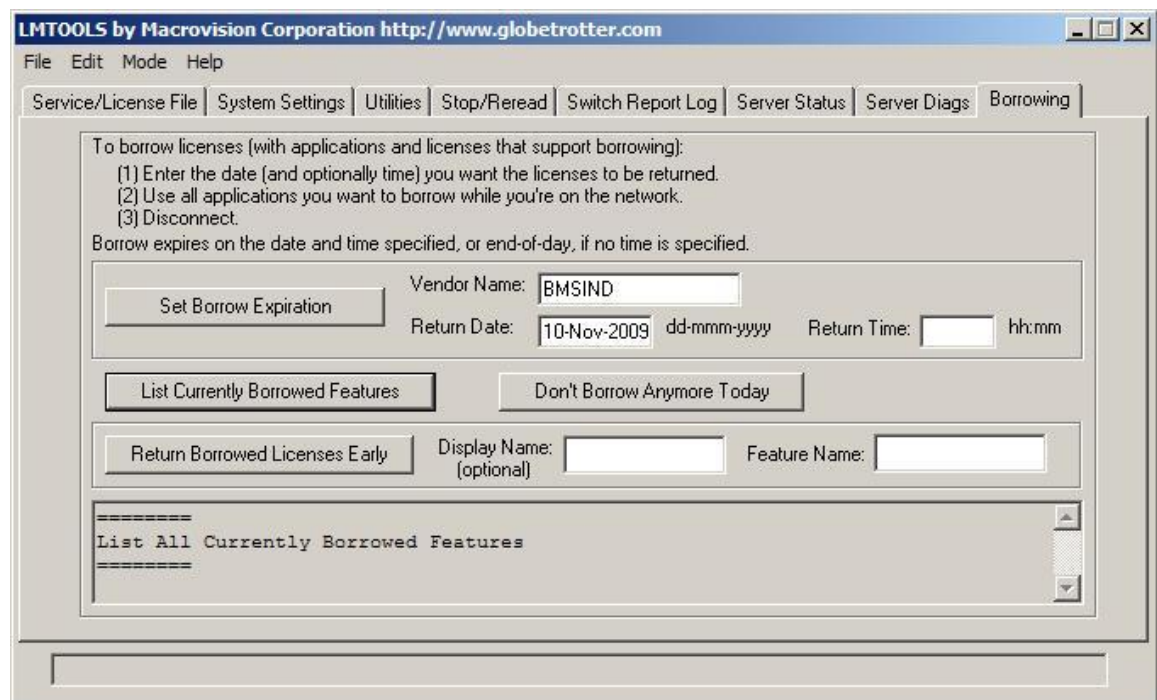 LMTOOLS by Macrovision Corporation http://www.globetrotter.com
File Edit Mode Help
Service/License File System Settings Utilities Stop/Reread Switch Report Log Server Status Server Diags Borrowing
To borrow licenses (with applications and licenses that support borrowing):
(1) Enter the date (and optionally time) you want the licenses to be returned.
(2) Use all applications you want to borrow while you're on the network.
(3) Disconnect.
Borrow expires on the date and time specified, or end-of-day, if no time is specified.
Set Borrow Expiration
Vendor Name: BMSIND
Return Date: 10-Nov-2009 dd-mmm-yyyy Return Time: hh:mm
List Currently Borrowed Features Don't Borrow Anymore Today
Return Borrowed Licenses Early Display Name: (optional) Feature Name:
========
List All Currently Borrowed Features
========